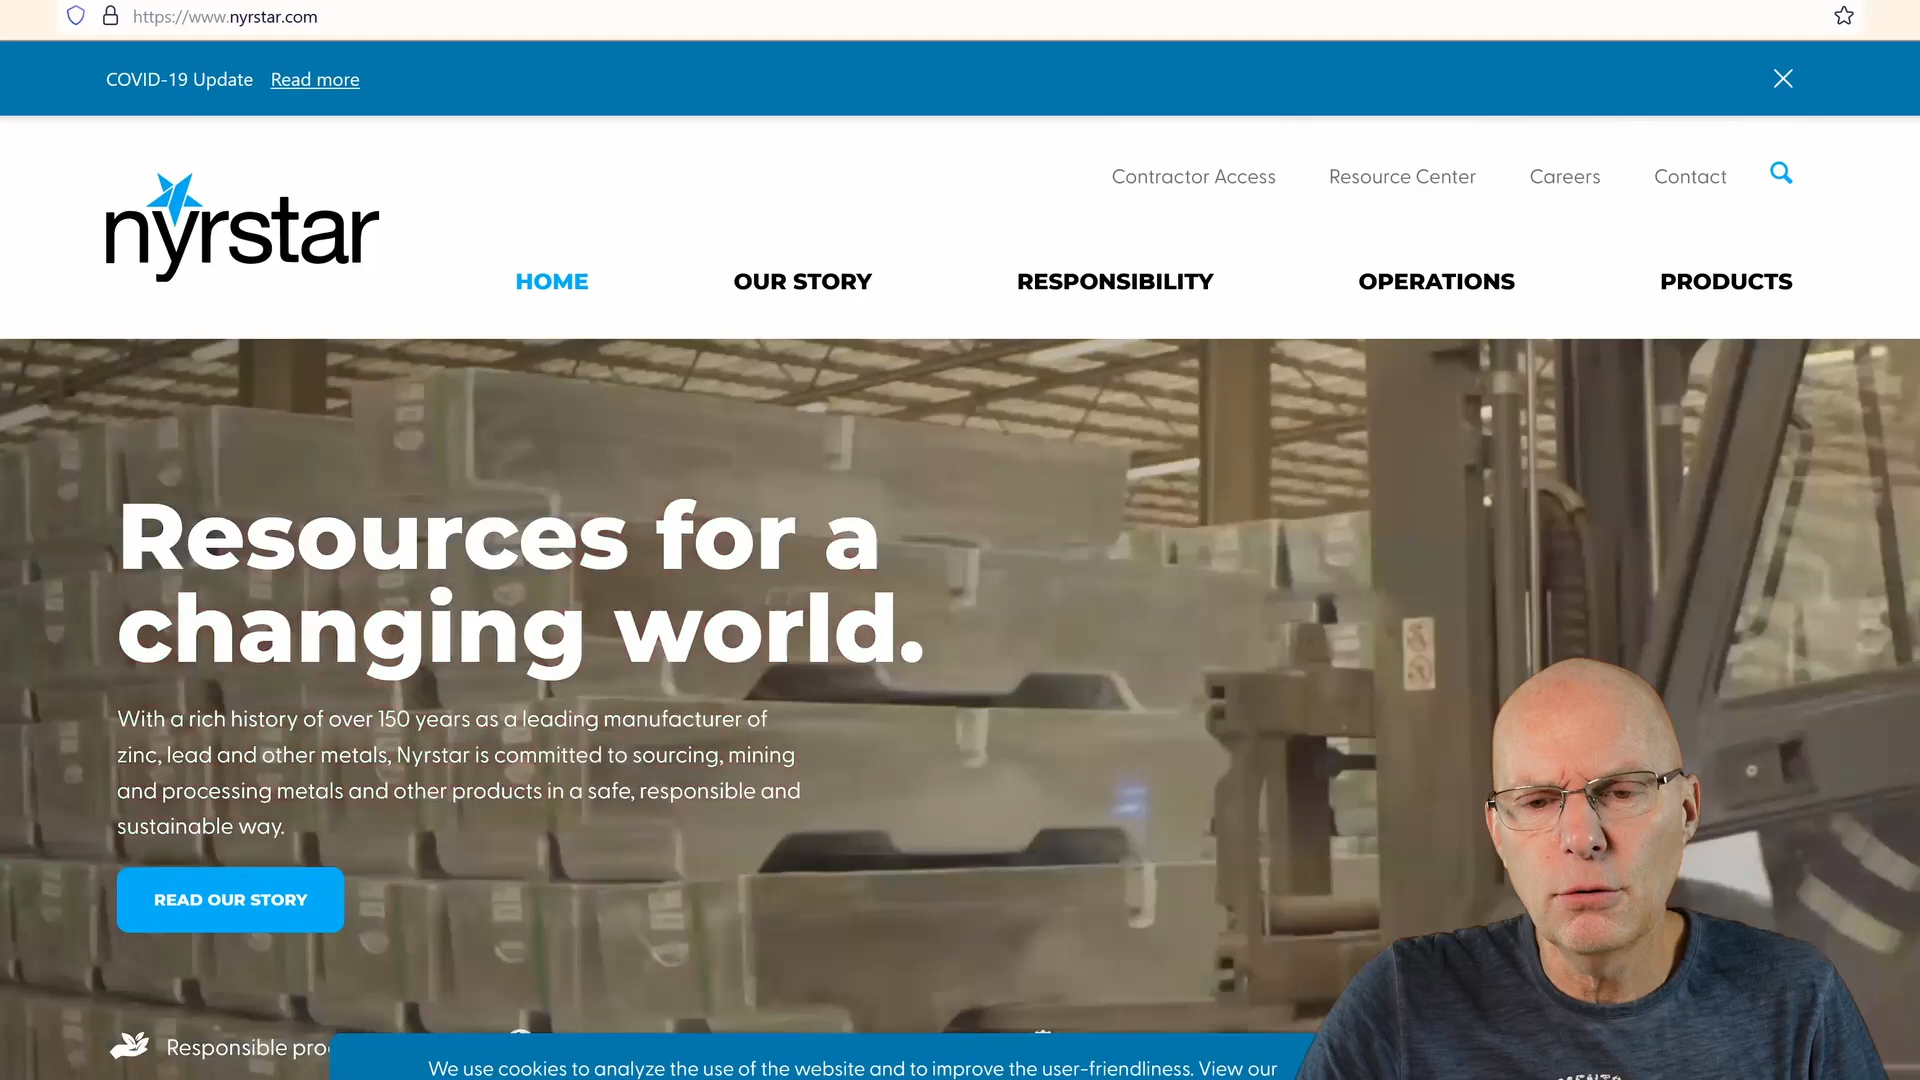 https://www.nyrstar.com
COVID-19 Update Read more
Contractor Access Resource Center Careers Contact
nyrstar
HOME OUR STORY RESPONSIBILITY OPERATIONS PRODUCTS
Resources for a
changing world.
With a rich history of over 150 years as a leading manufacturer of
zinc, lead and other metals, Nyrstar is committed to sourcing, mining
and processing metals and other products in a safe, responsible and
sustainable way.
READ OUR STORY
Responsible pro
We use cookies to analyze the use of the website and to improve the user-friendliness. View our